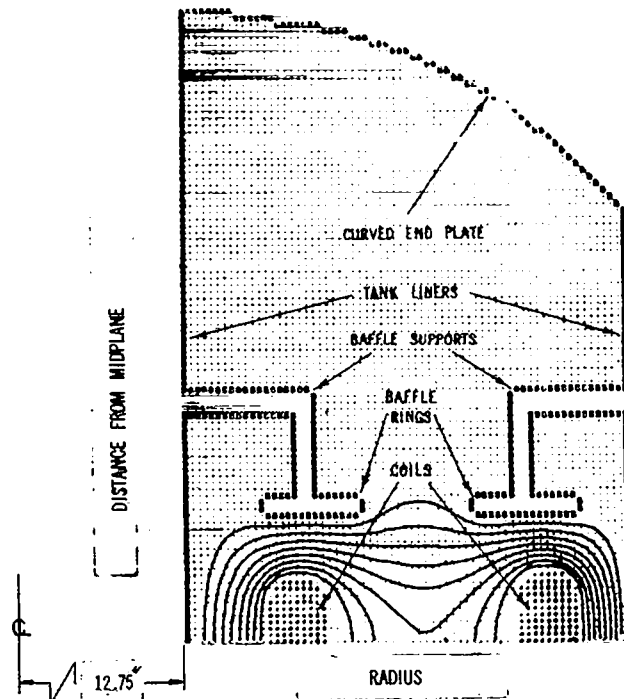 CURVED END PLATE
TANK LINERS
BAFFLE SUPPORTS
BAFFLE
RINGS
COILS
DISTANCE FROM MIDPLANE
12.75"
RADIUS